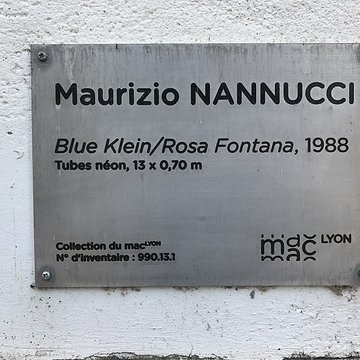 Maurizio NANNUCCI
Blue Klein/Rosa Fontana, 1988
Tubes néon, 13 x 0,70 m
Collection du macLYON
N° d'inventaire : 990.13.1
mac LYON